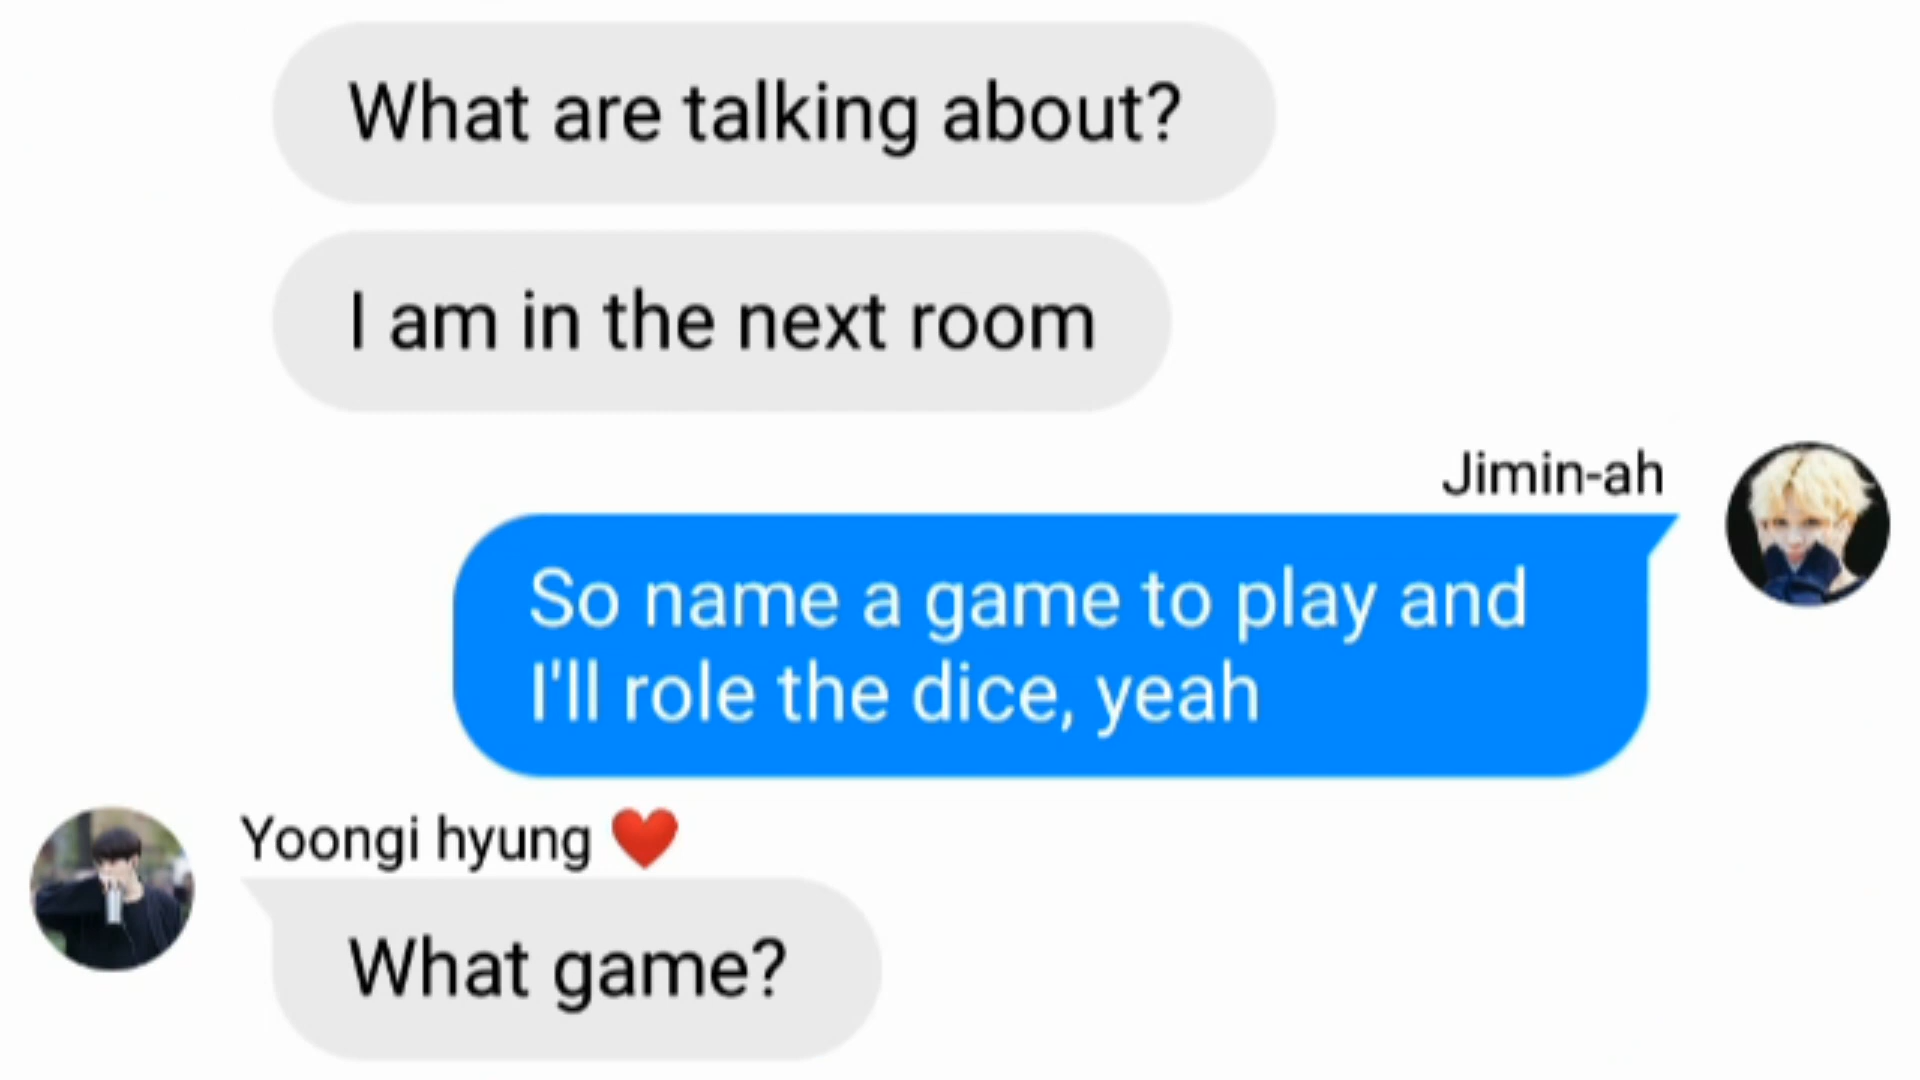 What are talking about?
I am in the next room
Jimin-ah
So name a game to play and
I'll role the dice, yeah
Yoongi hyung ❤️
What game?